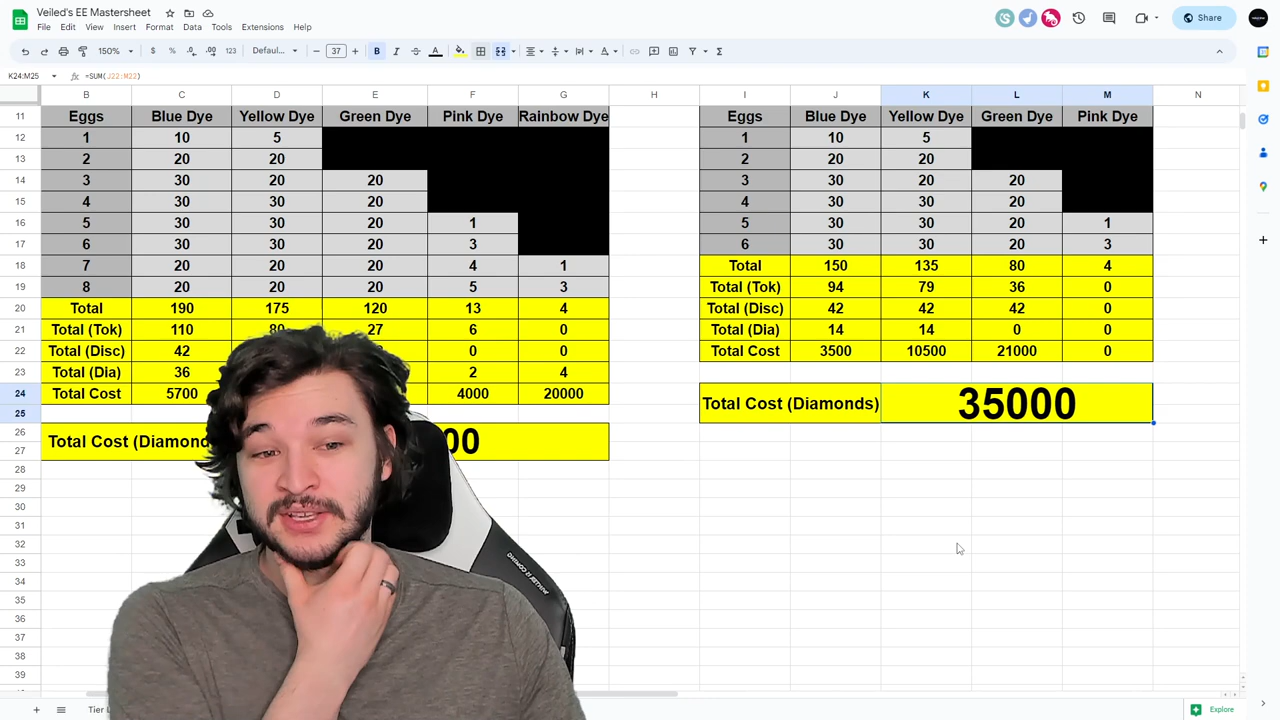 Veiled's EE Mastersheet
File Edit View Insert Format Data Tools Extensions Help
Share
150% $ % .0 .00 123 Defaul... 37 B I A
K24:M25 fx =SUM(J22:M22)
B C D E F G H I J K L M N
11 Eggs Blue Dye Yellow Dye Green Dye Pink Dye Rainbow Dye Eggs Blue Dye Yellow Dye Green Dye Pink Dye
12 1 10 5 1 10 5
13 2 20 20 2 20 20
14 3 30 20 20 3 30 20 20
15 4 30 30 20 4 30 30 20
16 5 30 30 20 1 5 30 30 20 1
17 6 30 30 20 3 6 30 30 20 3
18 7 20 20 20 4 1 Total 150 135 80 4
19 8 20 20 20 5 3 Total (Tok) 94 79 36 0
20 Total 190 175 120 13 4 Total (Disc) 42 42 42 0
21 Total (Tok) 110 80 27 6 0 Total (Dia) 14 14 0 0
22 Total (Disc) 42 0 0 Total Cost 3500 10500 21000 0
23 Total (Dia) 36 2 4
24 Total Cost 5700 4000 20000 Total Cost (Diamonds) 35000
25
26 Total Cost (Diamond 00
27
28
29
30
31
32
33
34
35
36
37
38
39
Tier L
Explore